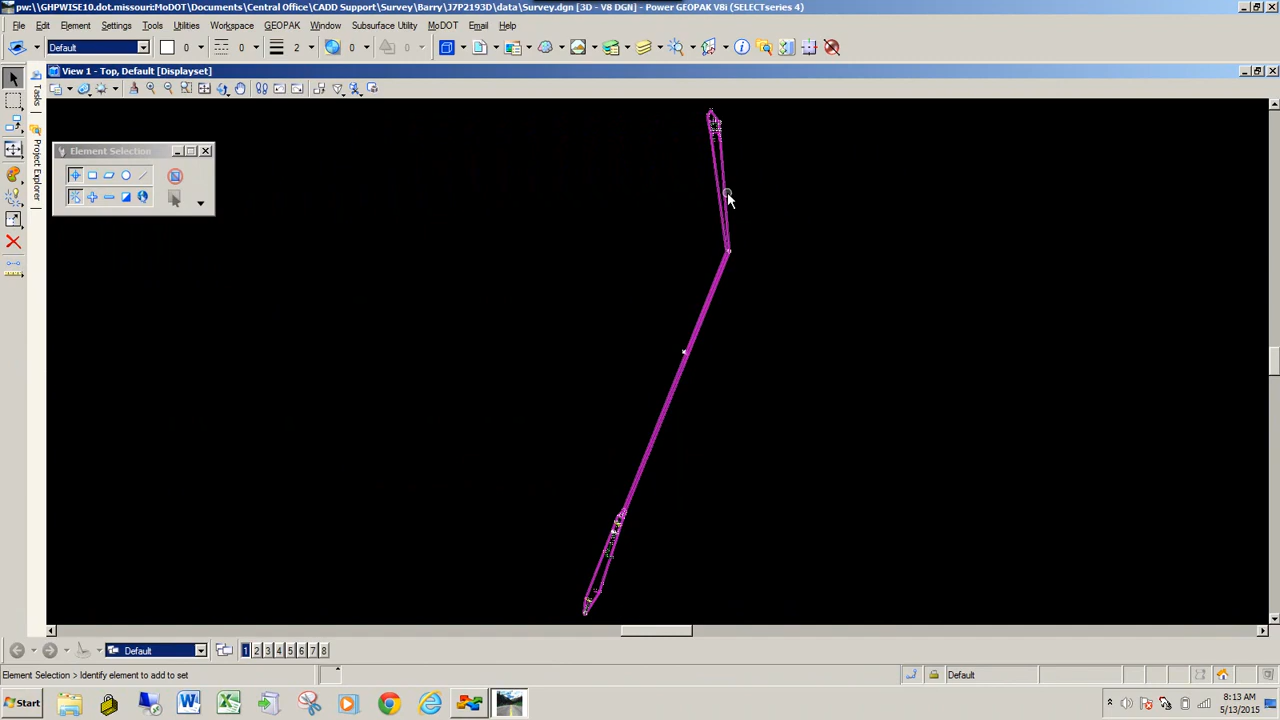 pw:\\GHPWISE10.dot.missouri:MoDOT\Documents\Central Office\CADD Support\Survey\Barry\J7P2193D\data\Survey.dgn [3D - V8 DGN] - Power GEOPAK V8i (SELECTseries 4)
File Edit Element Settings Tools Utilities Workspace GEOPAK Window Subsurface Utility MoDOT Email Help
Default 0 0 2 0 0
View 1 - Top, Default [Displayset]
Tasks
Project Explorer
Element Selection
Default 1 2 3 4 5 6 7 8
Element Selection > Identify element to add to set Default
Start 8:13 AM
5/13/2015